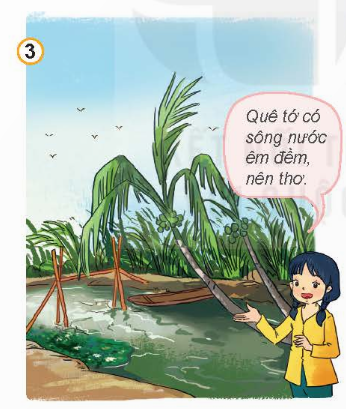 3
Quê tớ có
sông nước
êm đềm,
nên thơ.